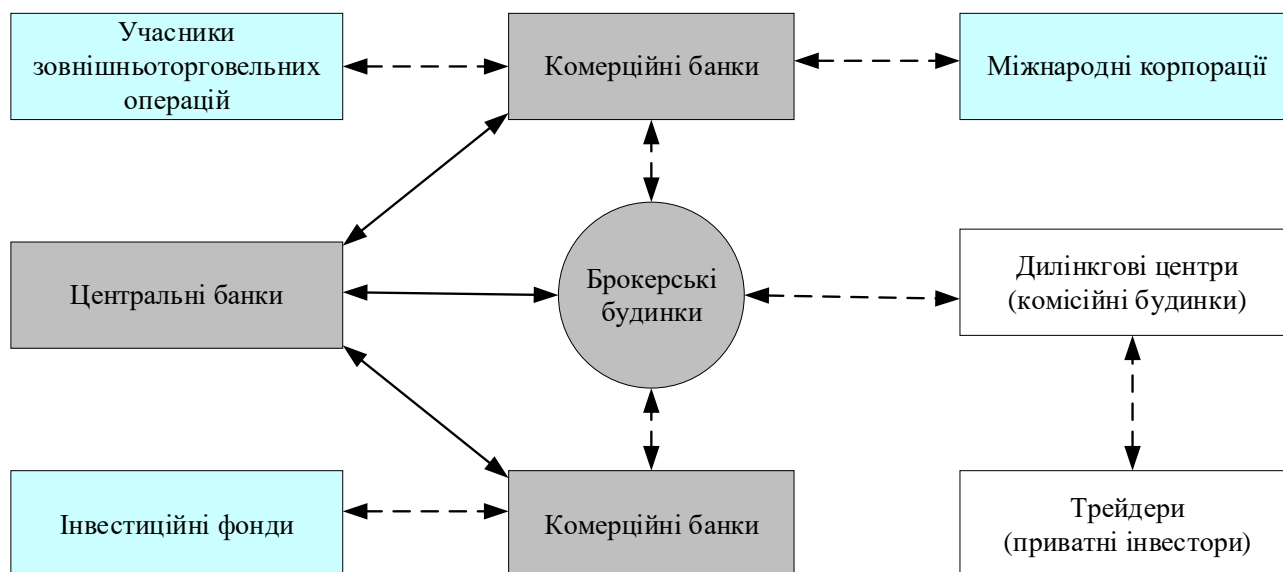 Учасники
зовнішньоторговельних
операцій
Комерційні банки
Міжнародні корпорації
Центральні банки
Брокерські
будинки
Дилінкгові центри
(комісійні будинки)
Інвестиційні фонди
Комерційні банки
Трейдери
(приватні інвестори)